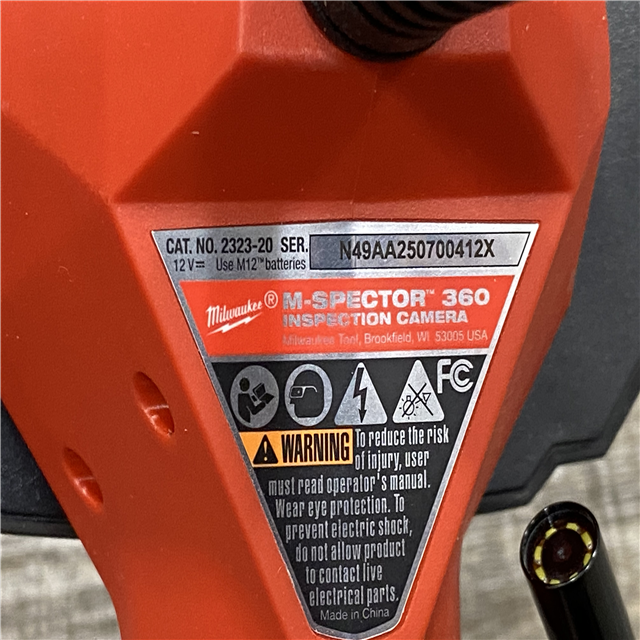 CAT. NO. 2323-20 SER. N49AA250700412X
12 V⎓ Use M12™ batteries
Milwaukee® M-SPECTOR™ 360
INSPECTION CAMERA
Milwaukee Tool, Brookfield, WI 53005 USA
FC
WARNING To reduce the risk
of injury, user
must read operator's manual.
Wear eye protection. To
prevent electric shock,
do not allow product
to contact live
electrical parts.
Made in China